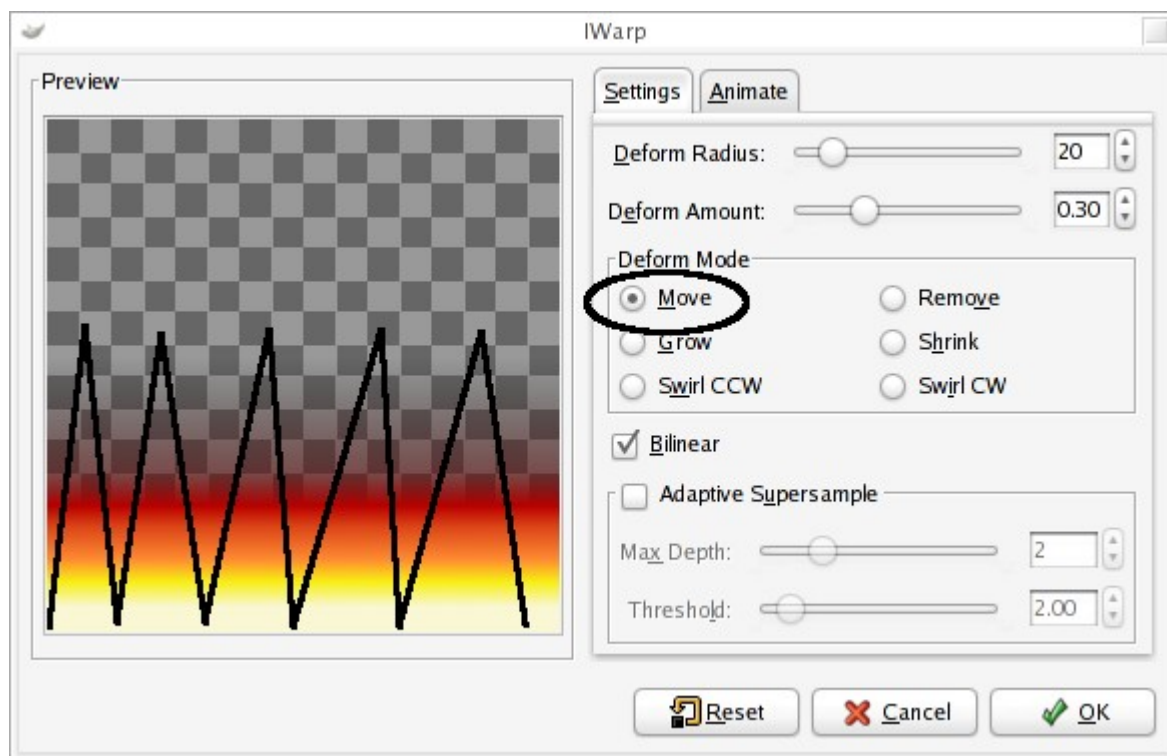 IWarp
Preview
Settings Animate
Deform Radius: 20
Deform Amount: 0.30
Deform Mode
Move Remove
Grow Shrink
Swirl CCW Swirl CW
Bilinear
Adaptive Supersample
Max Depth: 2
Threshold: 2.00
Reset Cancel OK